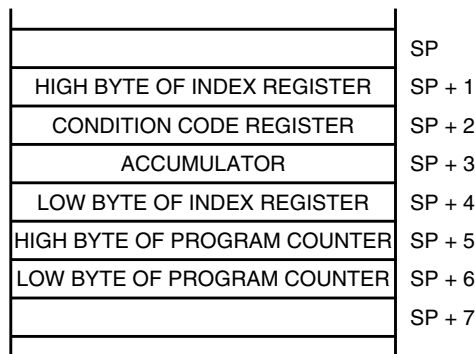 SP
HIGH BYTE OF INDEX REGISTER SP + 1
CONDITION CODE REGISTER SP + 2
ACCUMULATOR SP + 3
LOW BYTE OF INDEX REGISTER SP + 4
HIGH BYTE OF PROGRAM COUNTER SP + 5
LOW BYTE OF PROGRAM COUNTER SP + 6
SP + 7